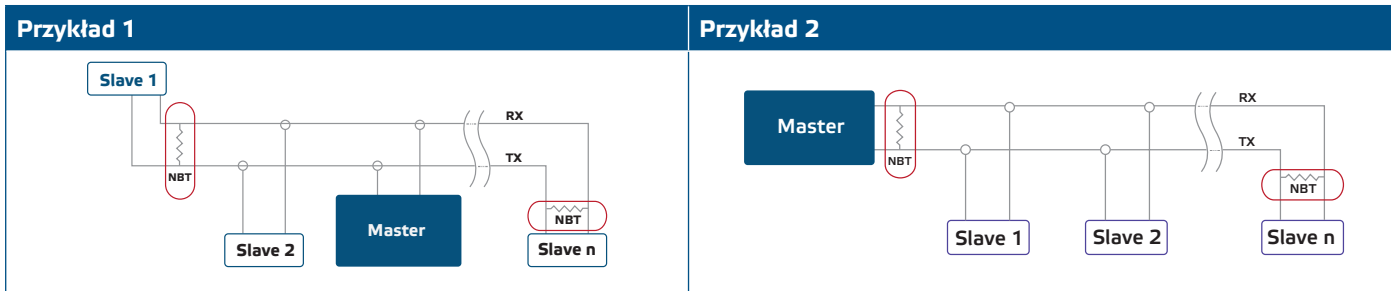 Przykład 1
Slave 1
RX
TX
NBT
NBT
Master
Slave 2
Slave n
Przykład 2
Master
RX
TX
NBT
NBT
Slave 1
Slave 2
Slave n